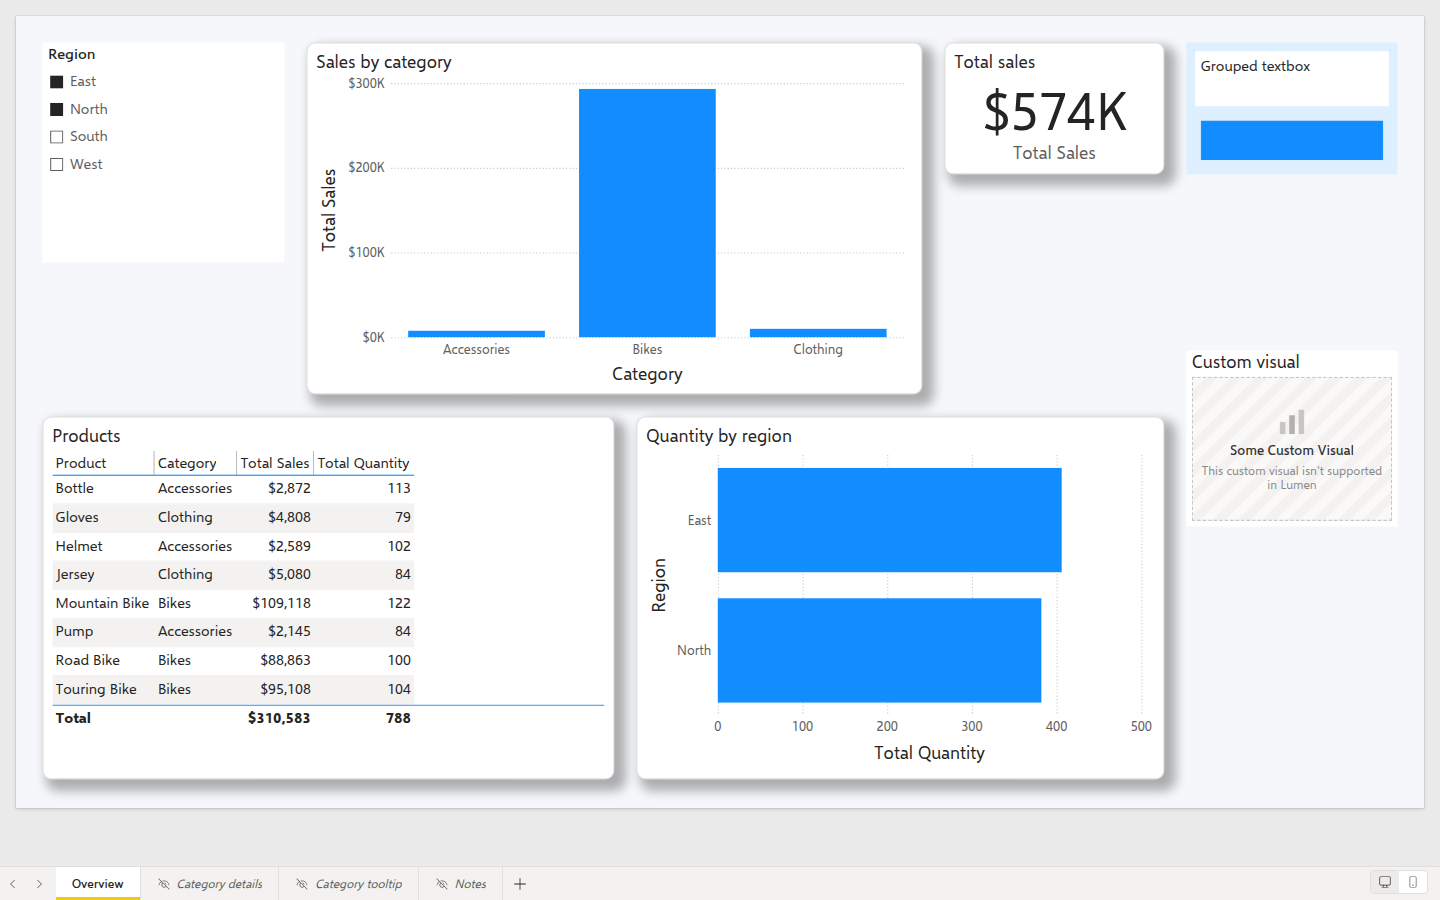 Region
East
North
South
West
Sales by category
$300K
$200K
$100K
$0K
Total Sales
Accessories Bikes Clothing
Category
Total sales
$574K
Total Sales
Grouped textbox
Custom visual
Some Custom Visual
This custom visual isn't supported
in Lumen
Products
Product Category Total Sales Total Quantity
Bottle Accessories $2,872 113
Gloves Clothing $4,808 79
Helmet Accessories $2,589 102
Jersey Clothing $5,080 84
Mountain Bike Bikes $109,118 122
Pump Accessories $2,145 84
Road Bike Bikes $88,863 100
Touring Bike Bikes $95,108 104
Total $310,583 788
Quantity by region
Region
East
North
0 100 200 300 400 500
Total Quantity
Overview Category details Category tooltip Notes